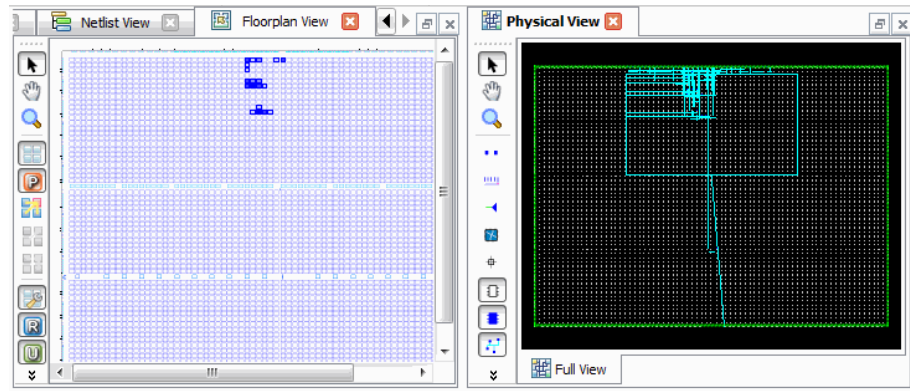 Netlist View
Floorplan View
Physical View
P
R
U
Full View